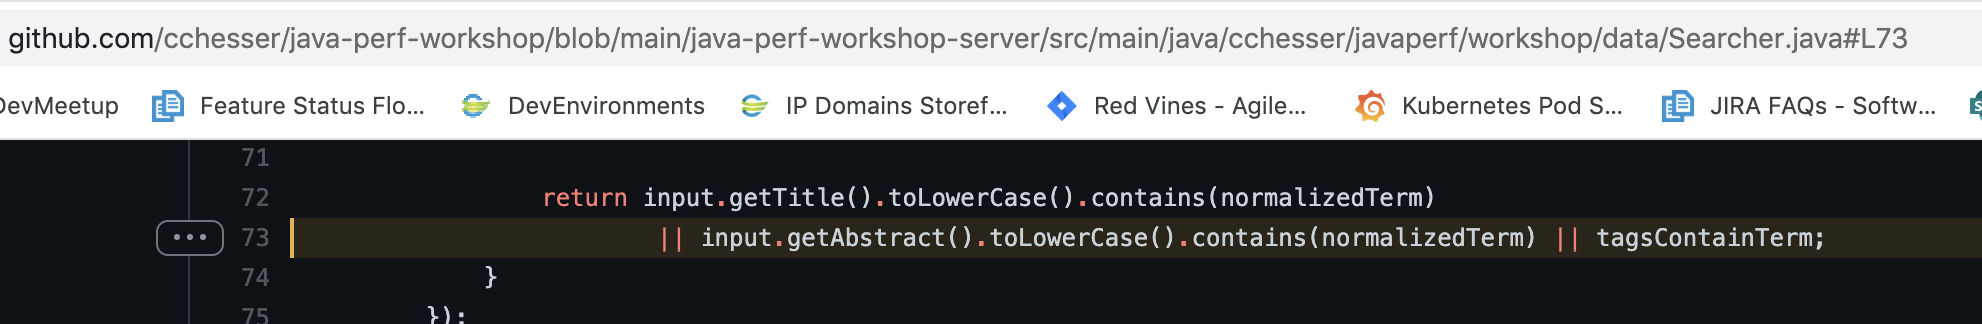 github.com/cchesser/java-perf-workshop/blob/main/java-perf-workshop-server/src/main/java/cchesser/javaperf/workshop/data/Searcher.java#L73
DevMeetup Feature Status Flo... DevEnvironments IP Domains Storef... Red Vines - Agile... Kubernetes Pod S... JIRA FAQs - Softw... S
71
72 return input.getTitle().toLowerCase().contains(normalizedTerm)
73 || input.getAbstract().toLowerCase().contains(normalizedTerm) || tagsContainTerm;
74 }
75 });